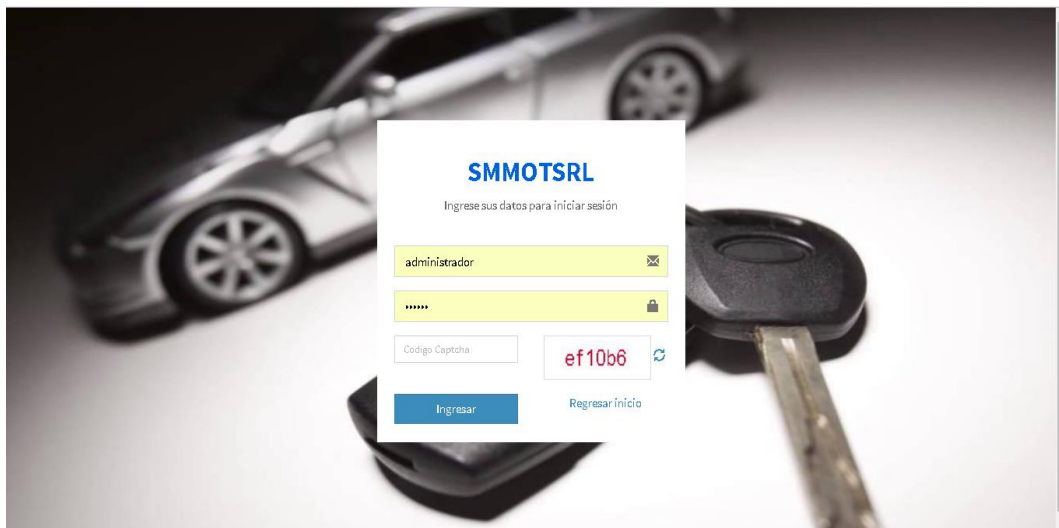 SMMOTSRL
Ingrese sus datos para iniciar sesión
administrador
••••••
Codigo Captcha
ef10b6
Ingresar
Regresar inicio